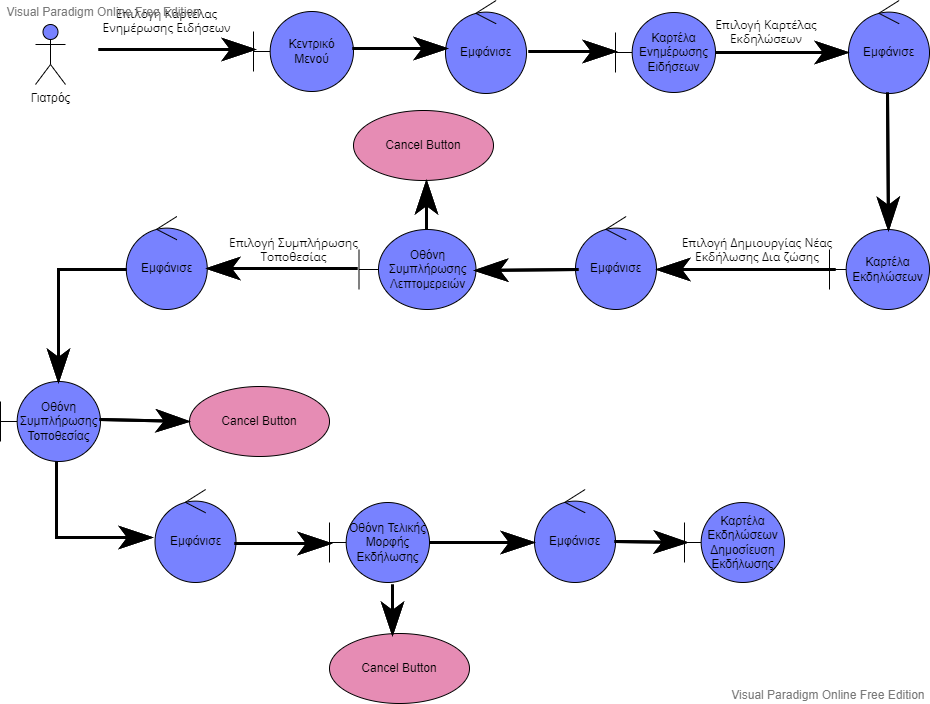 Visual Paradigm Online Free Edition
Επιλογή Καρτέλας
Ενημέρωσης Ειδήσεων
Γιατρός
Κεντρικό
Μενού
Εμφάνισε
Καρτέλα
Ενημέρωσης
Ειδήσεων
Επιλογή Καρτέλας
Εκδηλώσεων
Εμφάνισε
Cancel Button
Εμφάνισε
Επιλογή Συμπλήρωσης
Τοποθεσίας
Οθόνη
Συμπλήρωσης
Λεπτομερειών
Εμφάνισε
Επιλογή Δημιουργίας Νέας
Εκδήλωσης Δια ζώσης
Καρτέλα
Εκδηλώσεων
Οθόνη
Συμπλήρωσης
Τοποθεσίας
Cancel Button
Εμφάνισε
Οθόνη Τελικής
Μορφής
Εκδήλωσης
Εμφάνισε
Καρτέλα
Εκδηλώσεων
Δημοσίευση
Εκδήλωσης
Cancel Button
Visual Paradigm Online Free Edition